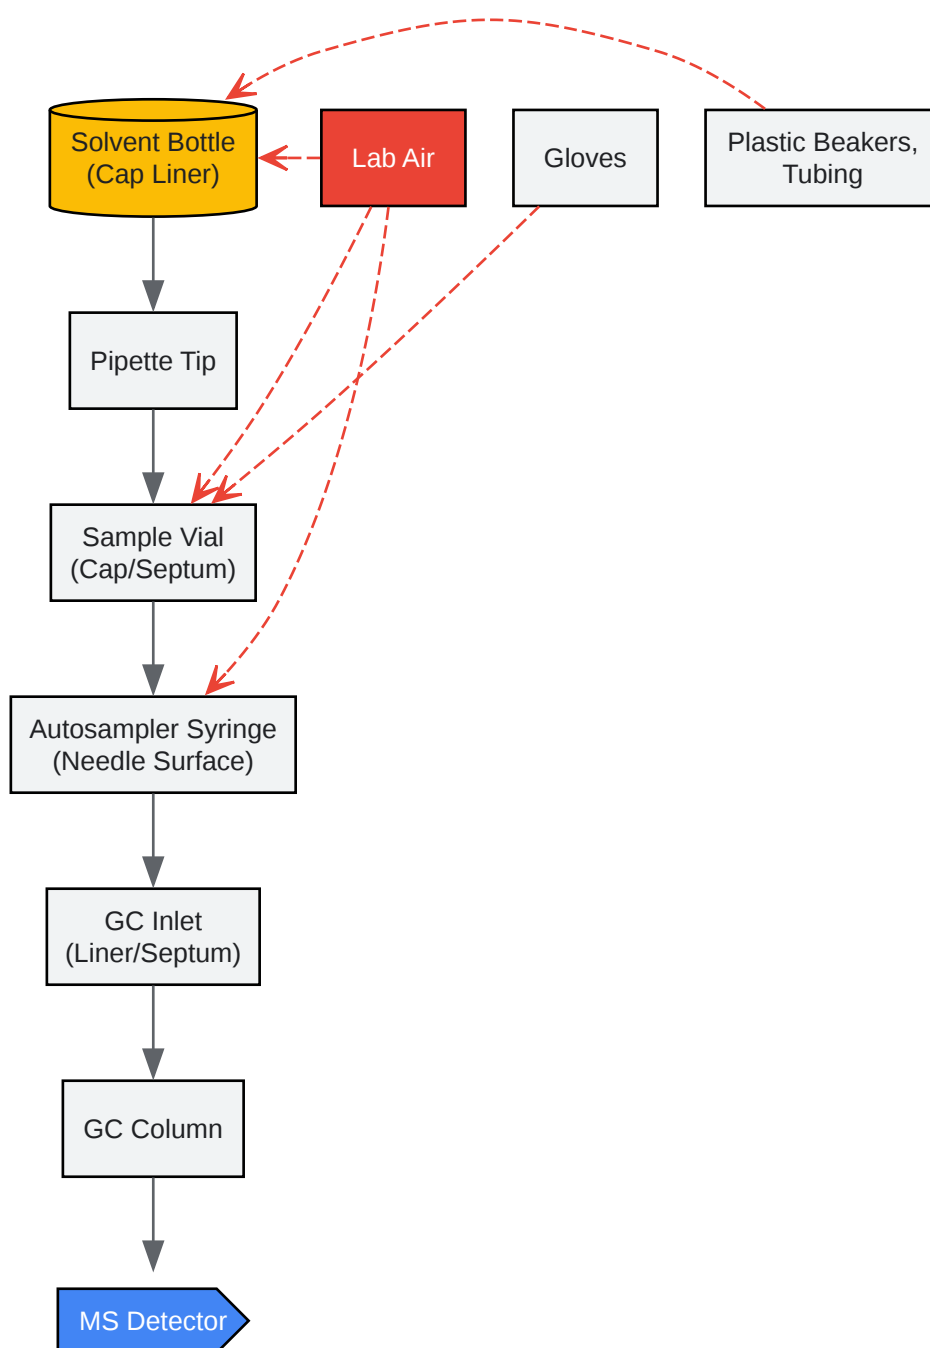 Solvent Bottle
(Cap Liner)
Lab Air
Gloves
Plastic Beakers,
Tubing
Pipette Tip
Sample Vial
(Cap/Septum)
Autosampler Syringe
(Needle Surface)
GC Inlet
(Liner/Septum)
GC Column
MS Detector